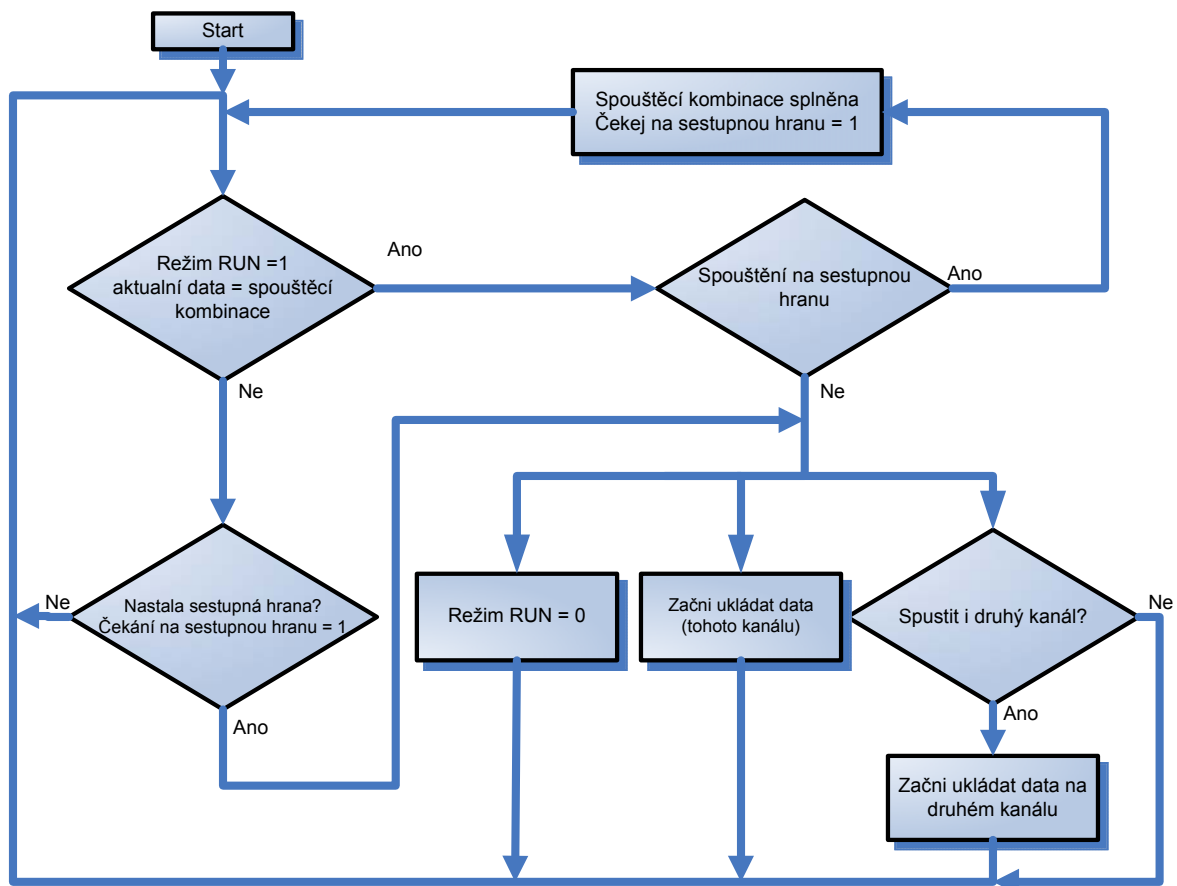 Start
Spouštěcí kombinace splněna
Čekej na sestupnou hranu = 1
Režim RUN =1
aktualní data = spouštěcí
kombinace
Ano
Spouštění na sestupnou
hranu
Ano
Ne
Ne
Nastala sestupná hrana?
Čekání na sestupnou hranu = 1
Ne
Ano
Režim RUN = 0
Začni ukládat data
(tohoto kanálu)
Spustit i druhý kanál?
Ne
Ano
Začni ukládat data na
druhém kanálu